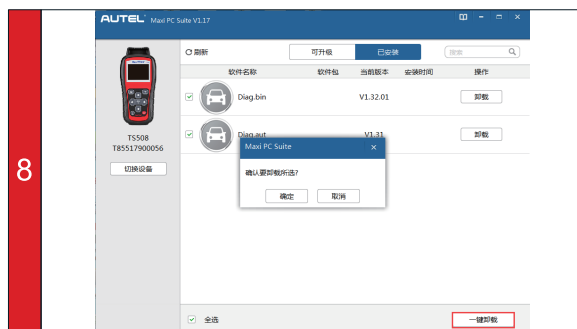 8
AUTEL Maxi PC Suite V1.17
刷新
可升级 已安装
搜索
软件名称 软件包 当前版本 安装时间 操作
Diag.bin V1.32.01 卸载
Diag.aut V1.31 卸载
TS508
T85517900056
切换设备
Maxi PC Suite ×
确认要卸载所选?
确定 取消
全选 一键卸载